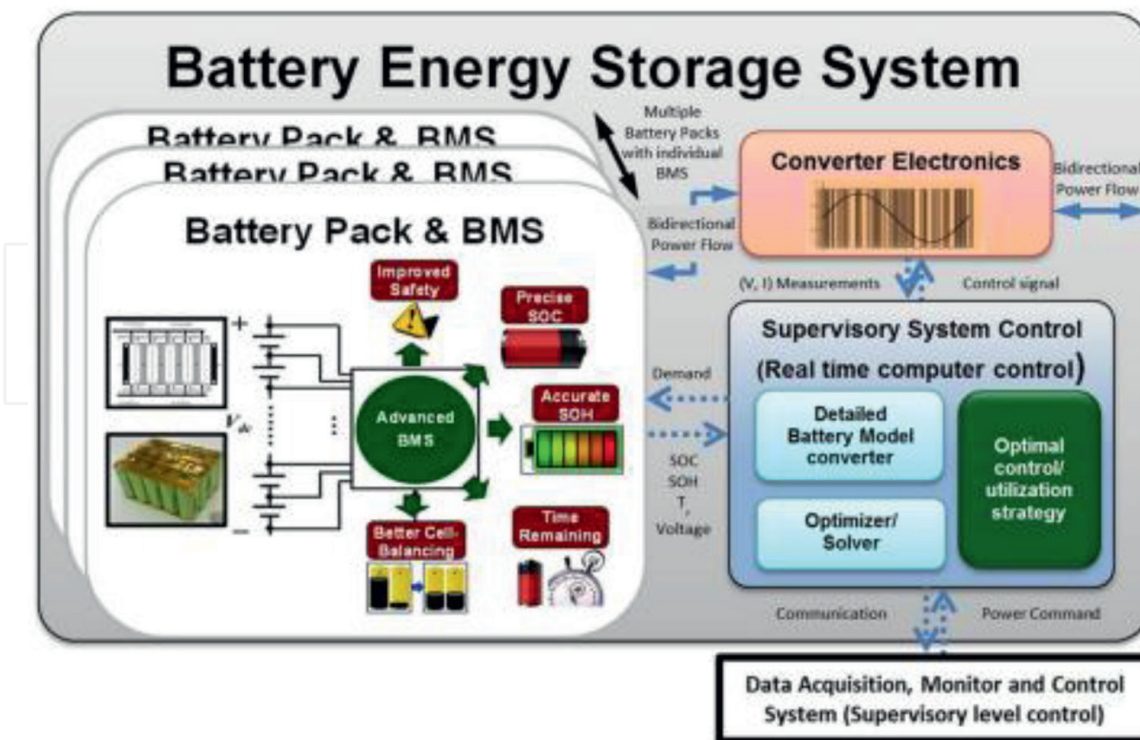 Battery Energy Storage System
Battery Pack & BMS
Battery Pack & BMS
Battery Pack & BMS
Multiple
Battery Packs
with individual
BMS
Bidirectional
Power Flow
Converter Electronics
Bidirectional
Power Flow
(V, I) Measurements
Control signal
Improved
Safety
Precise
SOC
Accurate
SOH
Advanced
BMS
Better Cell-
Balancing
Time
Remaining
+
V dc
−
Demand
SOC
SOH
T,
Voltage
Supervisory System Control
(Real time computer control)
Detailed
Battery Model
converter
Optimizer/
Solver
Optimal
control/
utilization
strategy
Communication
Power Command
Data Acquisition, Monitor and Control
System (Supervisory level control)